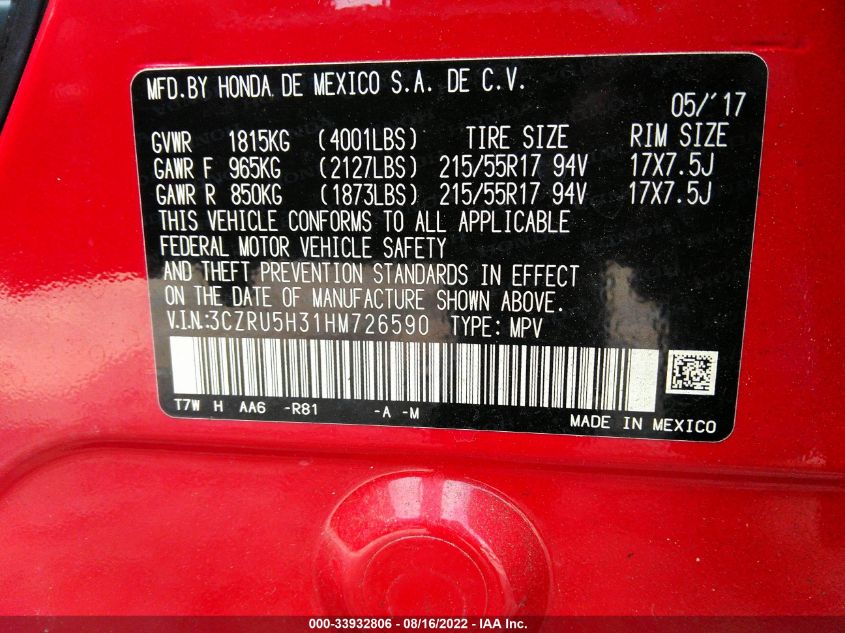 MFD.BY HONDA DE MEXICO S.A. DE C.V.
05/'17
GVWR 1815KG (4001LBS) TIRE SIZE RIM SIZE
GAWR F 965KG (2127LBS) 215/55R17 94V 17X7.5J
GAWR R 850KG (1873LBS) 215/55R17 94V 17X7.5J
THIS VEHICLE CONFORMS TO ALL APPLICABLE
FEDERAL MOTOR VEHICLE SAFETY
AND THEFT PREVENTION STANDARDS IN EFFECT
ON THE DATE OF MANUFACTURE SHOWN ABOVE.
V.I.N.:3CZRU5H31HM726590 TYPE: MPV
T7W H AA6 -R81 -A -M
MADE IN MEXICO
000-33932806 - 08/16/2022 - IAA Inc.